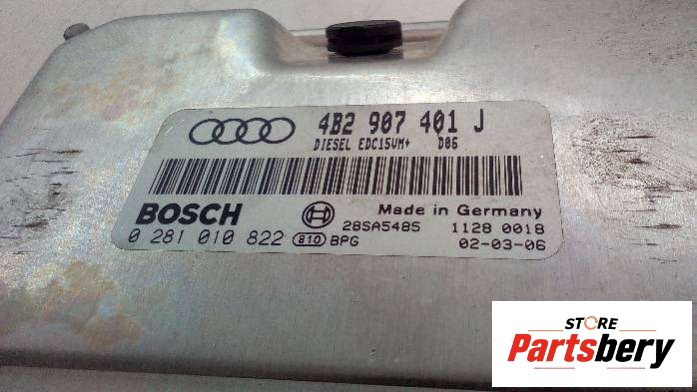 4B2 907 401 J
DIESEL EDC15VM+ D86
BOSCH
Made in Germany
28SA5485 1128 0018
0 281 010 822 810 BPG 02-03-06
STORE
Partsbery